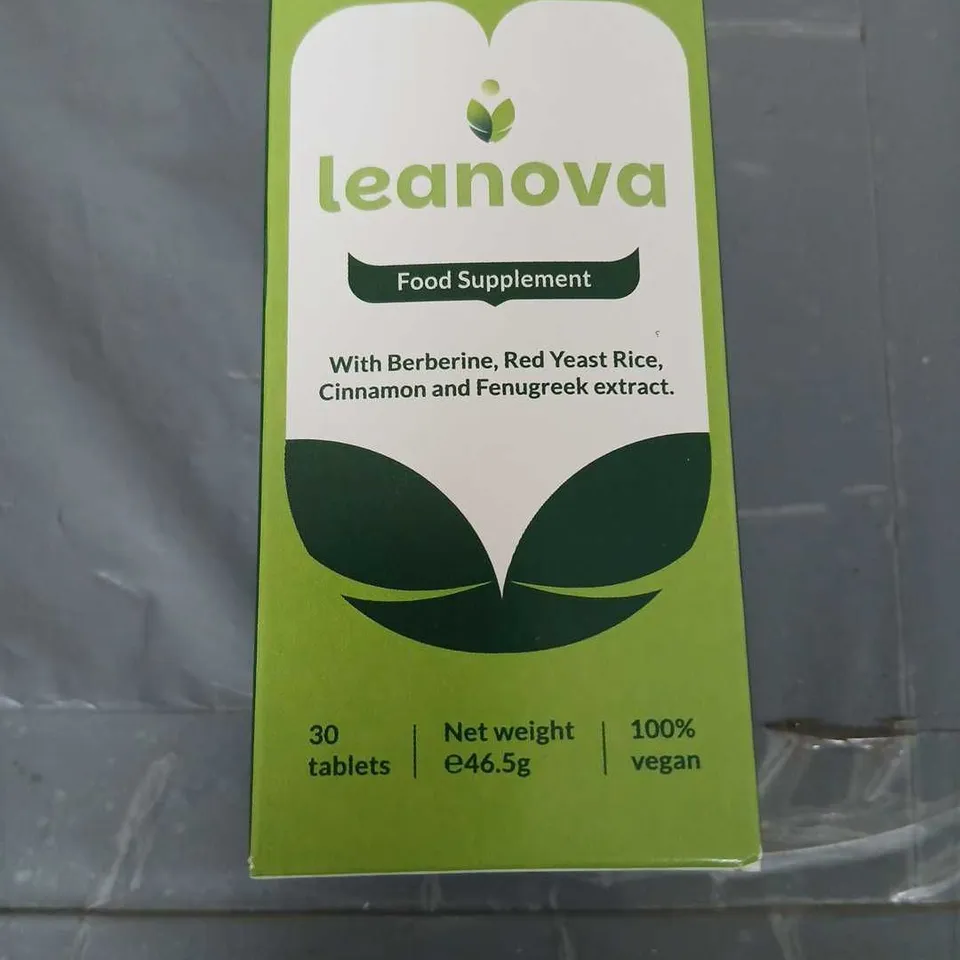 leanova
Food Supplement
With Berberine, Red Yeast Rice,
Cinnamon and Fenugreek extract.
30
tablets
Net weight
℮46.5g
100%
vegan